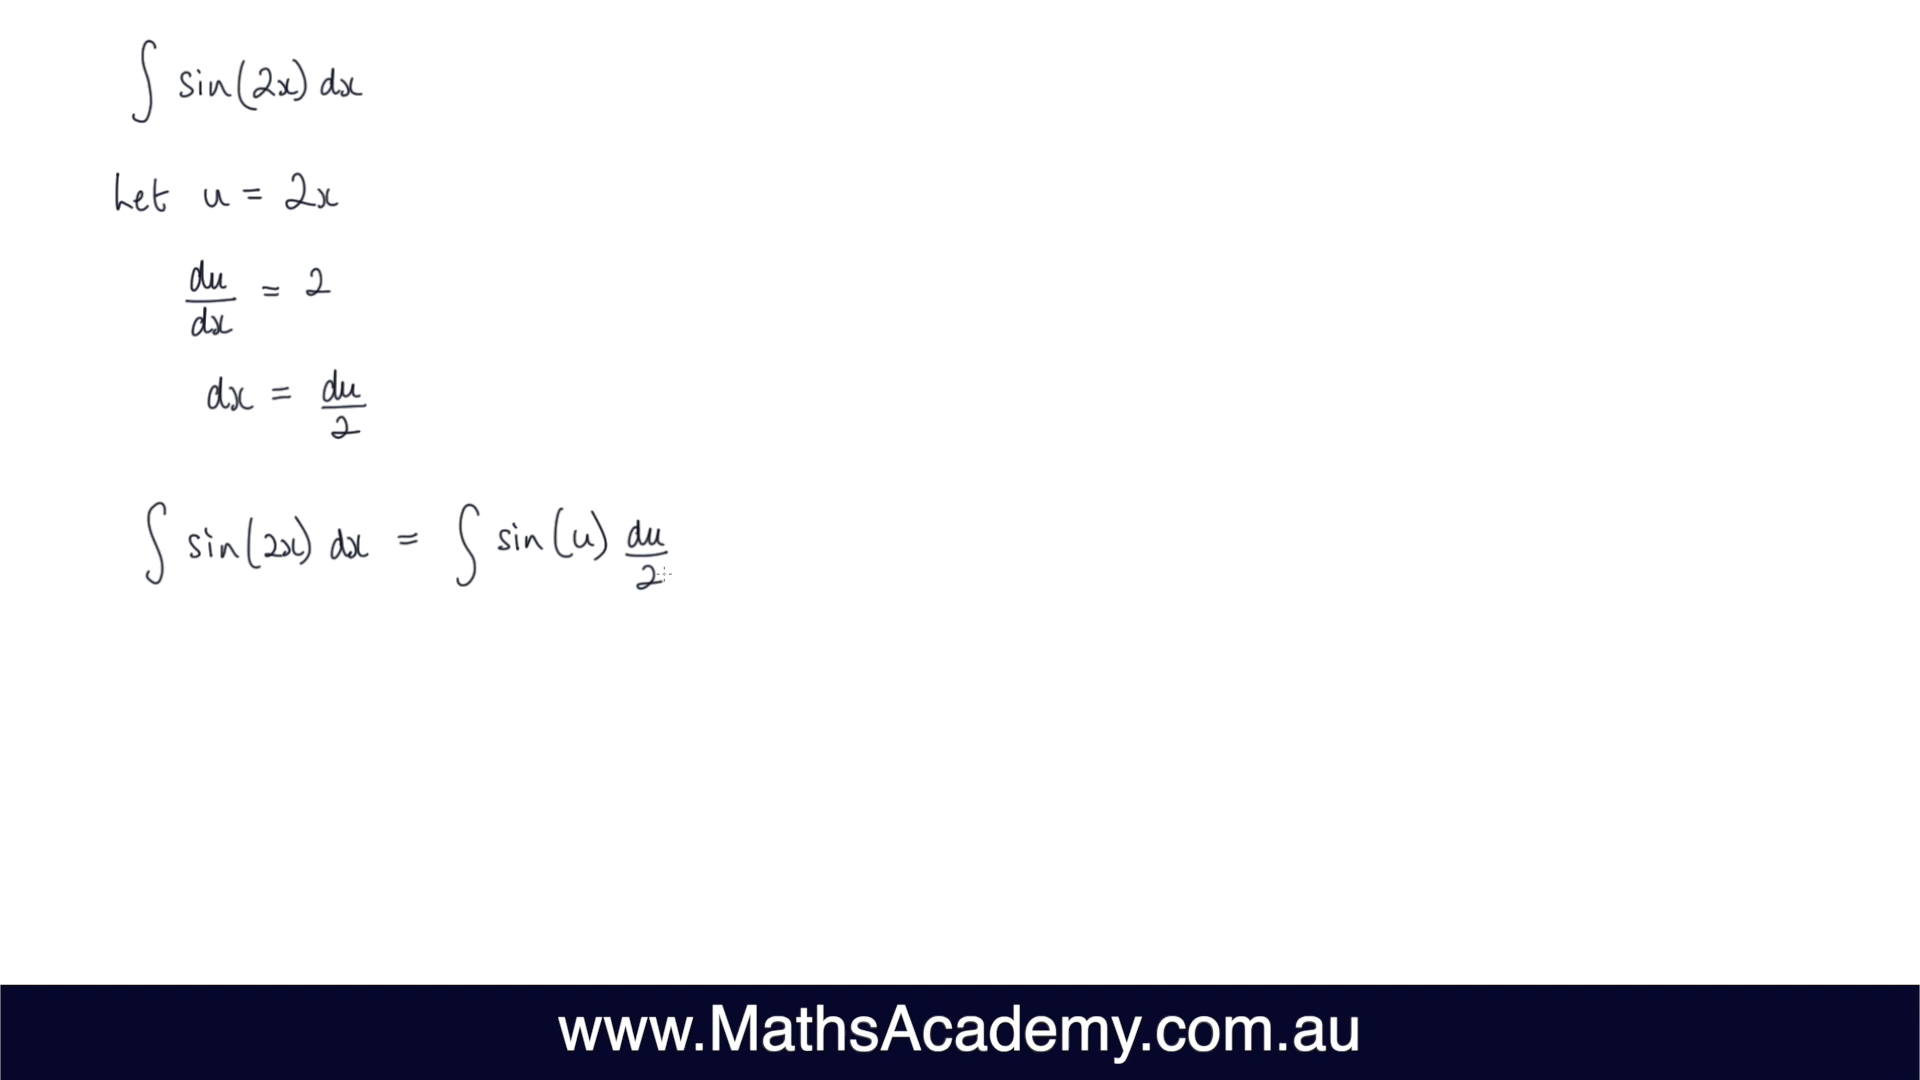 ∫ sin(2x) dx
Let u = 2x
du/dx = 2
dx = du/2
∫ sin(2x) dx = ∫ sin(u) du/2
www.MathsAcademy.com.au